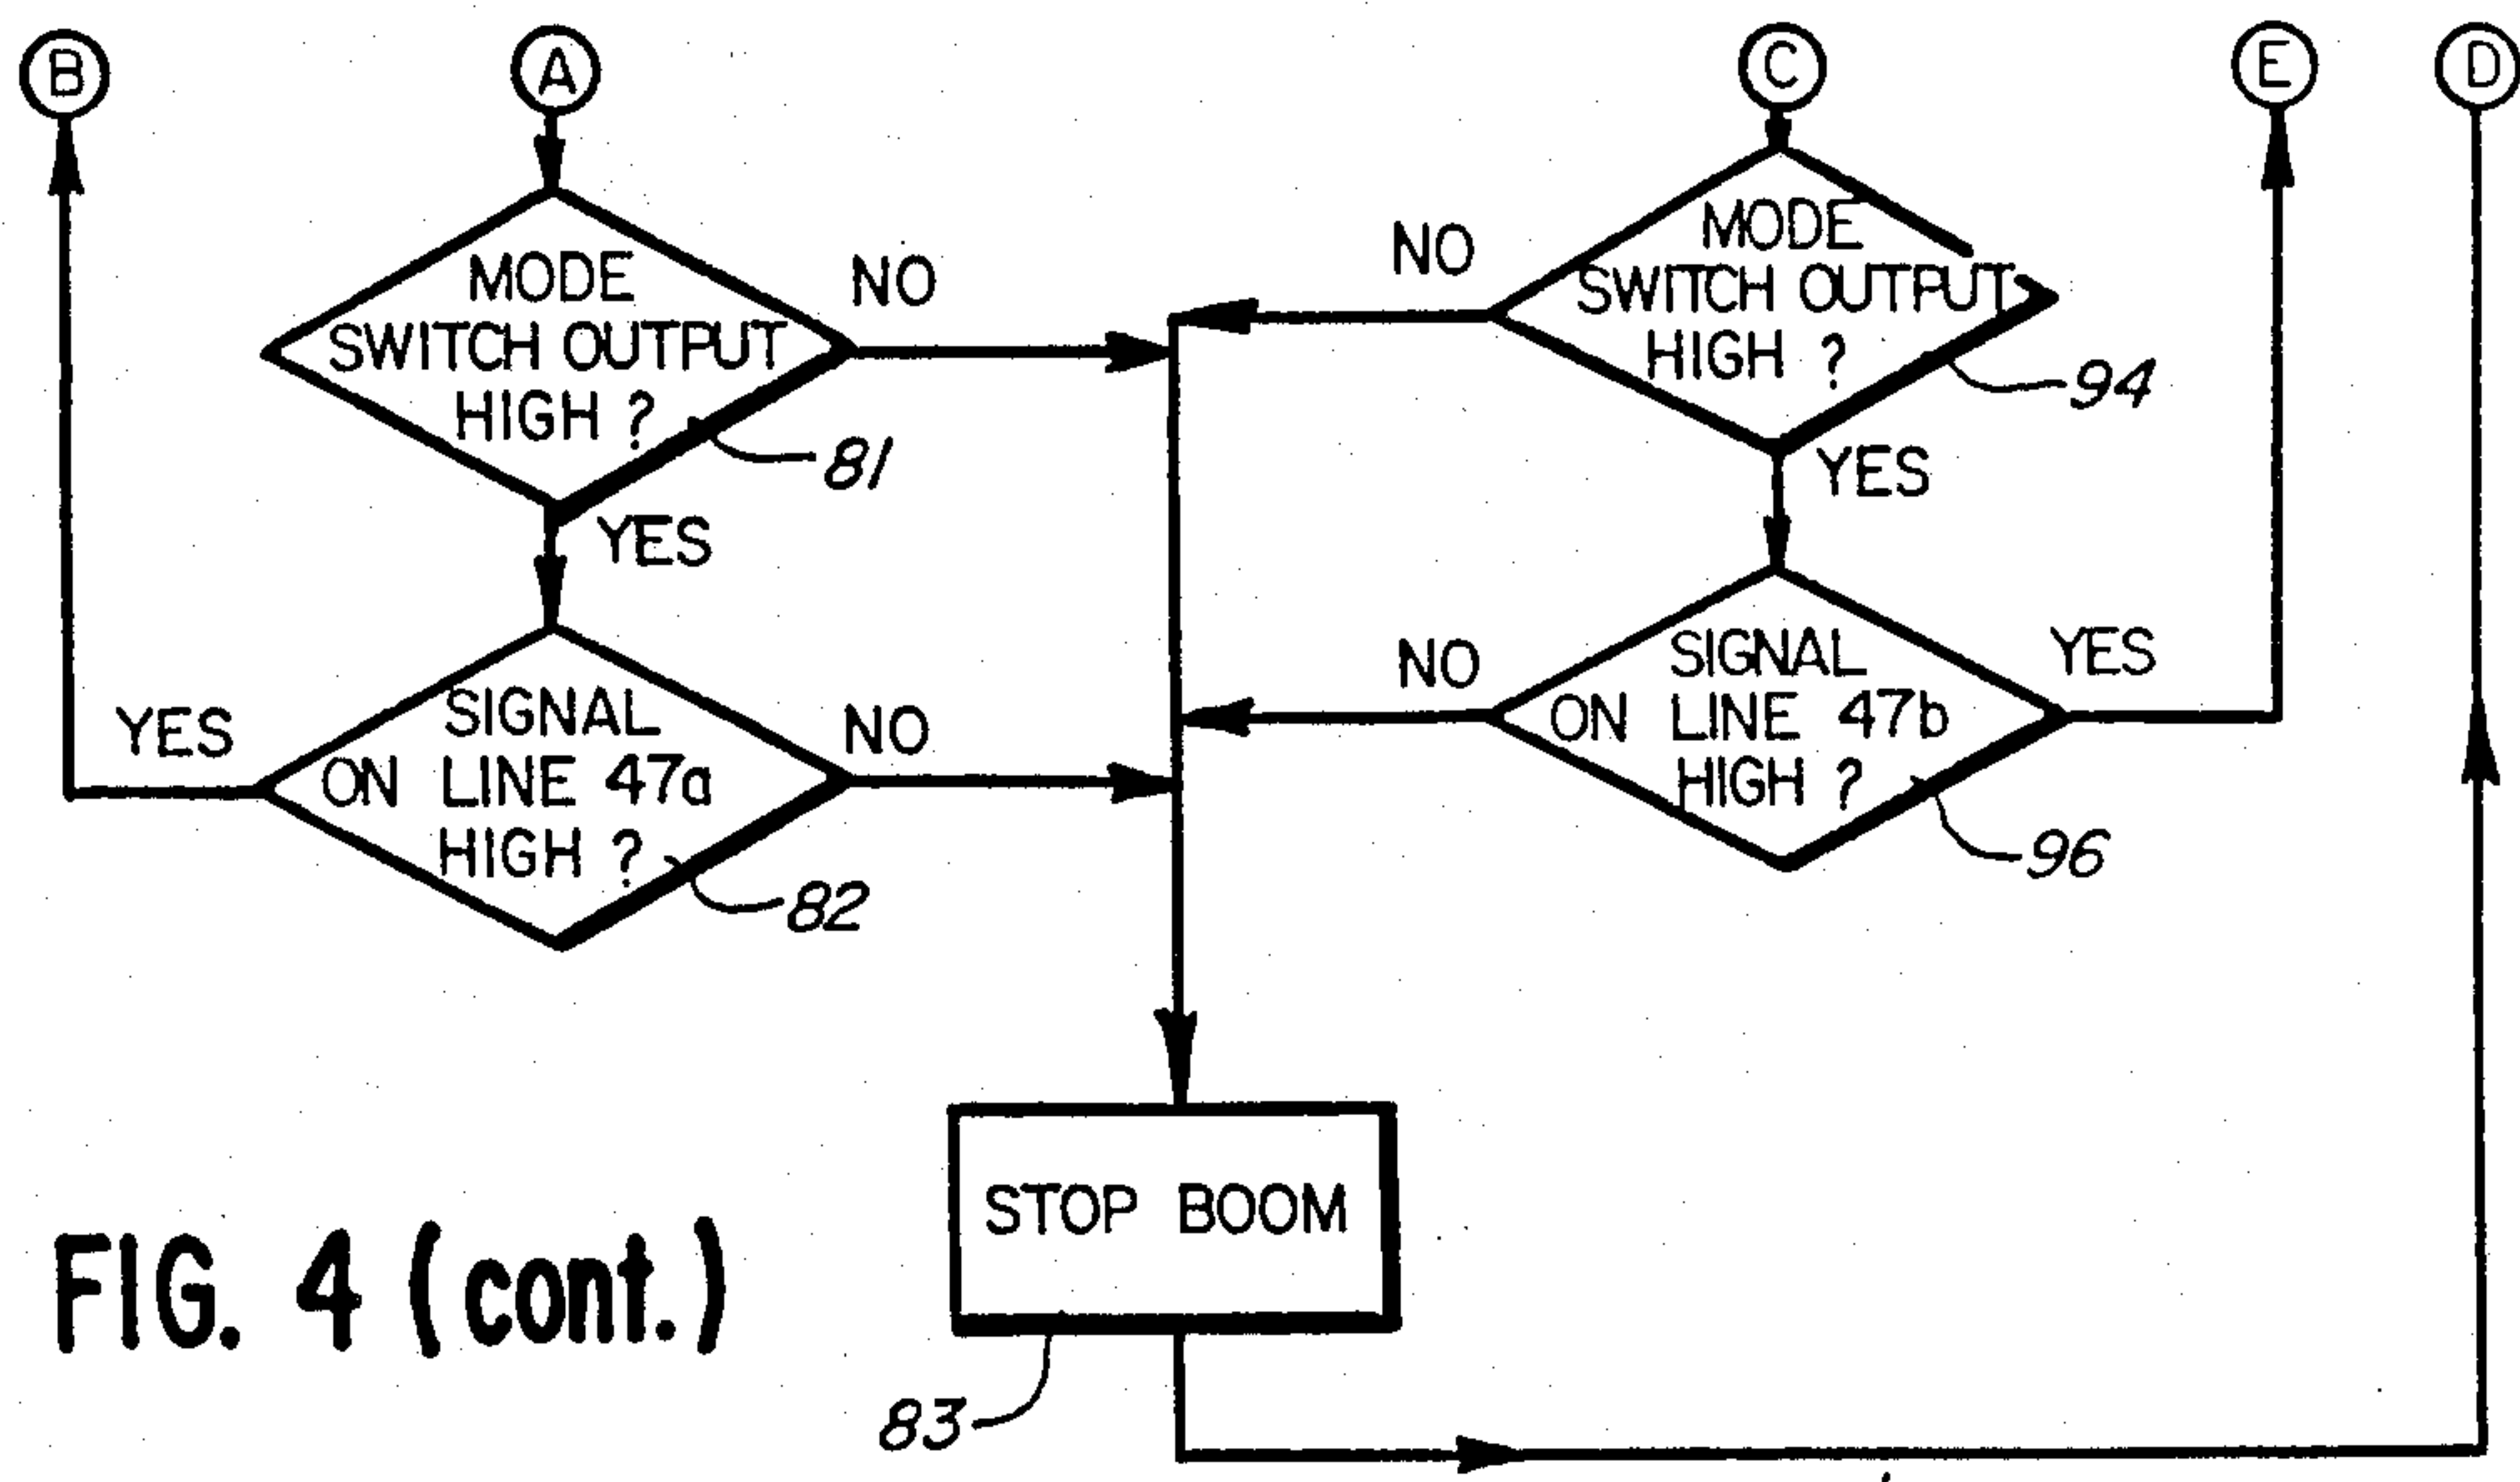 B
A
C
E
D
MODE
SWITCH OUTPUT
HIGH ?
NO
81
YES
NO
MODE
SWITCH OUTPUT
HIGH ?
94
YES
YES
SIGNAL
ON LINE 47a
HIGH ?
NO
82
NO
SIGNAL
ON LINE 47b
HIGH ?
YES
96
STOP BOOM
83
FIG. 4 (cont.)